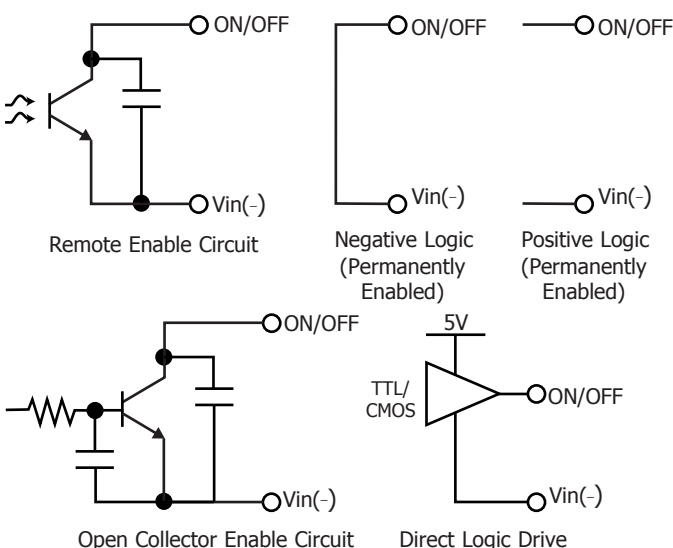 ON/OFF
Vin(-)
Remote Enable Circuit
ON/OFF
Vin(-)
Negative Logic
(Permanently
Enabled)
ON/OFF
Vin(-)
Positive Logic
(Permanently
Enabled)
ON/OFF
Vin(-)
Open Collector Enable Circuit
5V
TTL/
CMOS
ON/OFF
Vin(-)
Direct Logic Drive